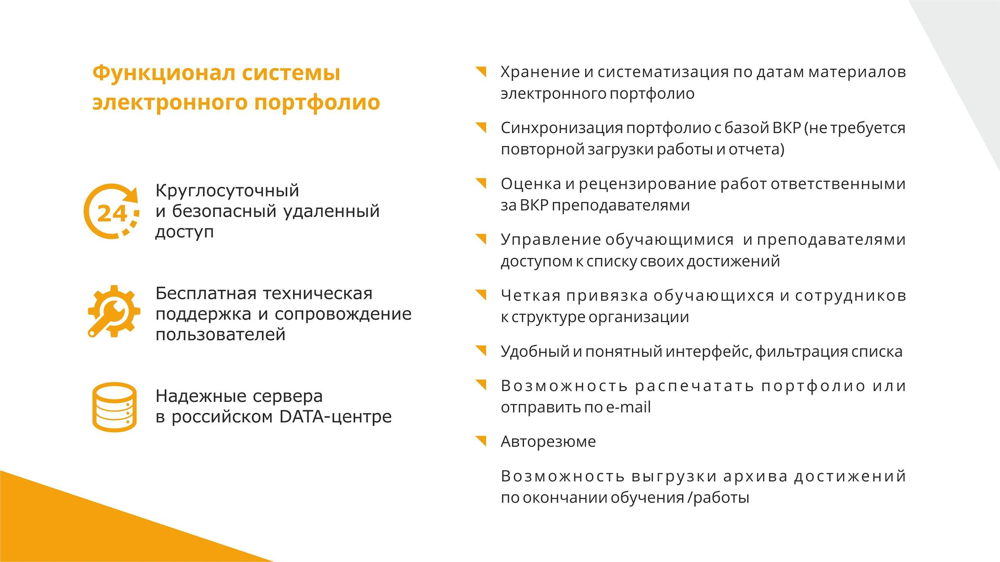 Функционал системы
электронного портфолио
24
Круглосуточный
и безопасный удаленный
доступ
Бесплатная техническая
поддержка и сопровождение
пользователей
Надежные сервера
в российском DATA-центре
Хранение и систематизация по датам материалов
электронного портфолио
Синхронизация портфолио с базой ВКР (не требуется
повторной загрузки работы и отчета)
Оценка и рецензирование работ ответственными
за ВКР преподавателями
Управление обучающимися и преподавателями
доступом к списку своих достижений
Четкая привязка обучающихся и сотрудников
к структуре организации
Удобный и понятный интерфейс, фильтрация списка
Возможность распечатать портфолио или
отправить по e-mail
Авторезюме
Возможность выгрузки архива достижений
по окончании обучения /работы